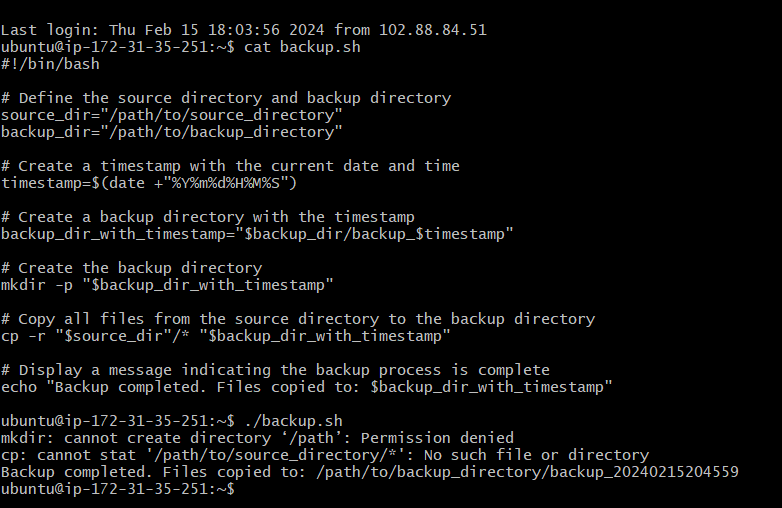 Last login: Thu Feb 15 18:03:56 2024 from 102.88.84.51
ubuntu@ip-172-31-35-251:~$ cat backup.sh
#!/bin/bash

# Define the source directory and backup directory
source_dir="/path/to/source_directory"
backup_dir="/path/to/backup_directory"

# Create a timestamp with the current date and time
timestamp=$(date +"%Y%m%d%H%M%S")

# Create a backup directory with the timestamp
backup_dir_with_timestamp="$backup_dir/backup_$timestamp"

# Create the backup directory
mkdir -p "$backup_dir_with_timestamp"

# Copy all files from the source directory to the backup directory
cp -r "$source_dir"/* "$backup_dir_with_timestamp"

# Display a message indicating the backup process is complete
echo "Backup completed. Files copied to: $backup_dir_with_timestamp"

ubuntu@ip-172-31-35-251:~$ ./backup.sh
mkdir: cannot create directory ‘/path’: Permission denied
cp: cannot stat '/path/to/source_directory/*': No such file or directory
Backup completed. Files copied to: /path/to/backup_directory/backup_20240215204559
ubuntu@ip-172-31-35-251:~$